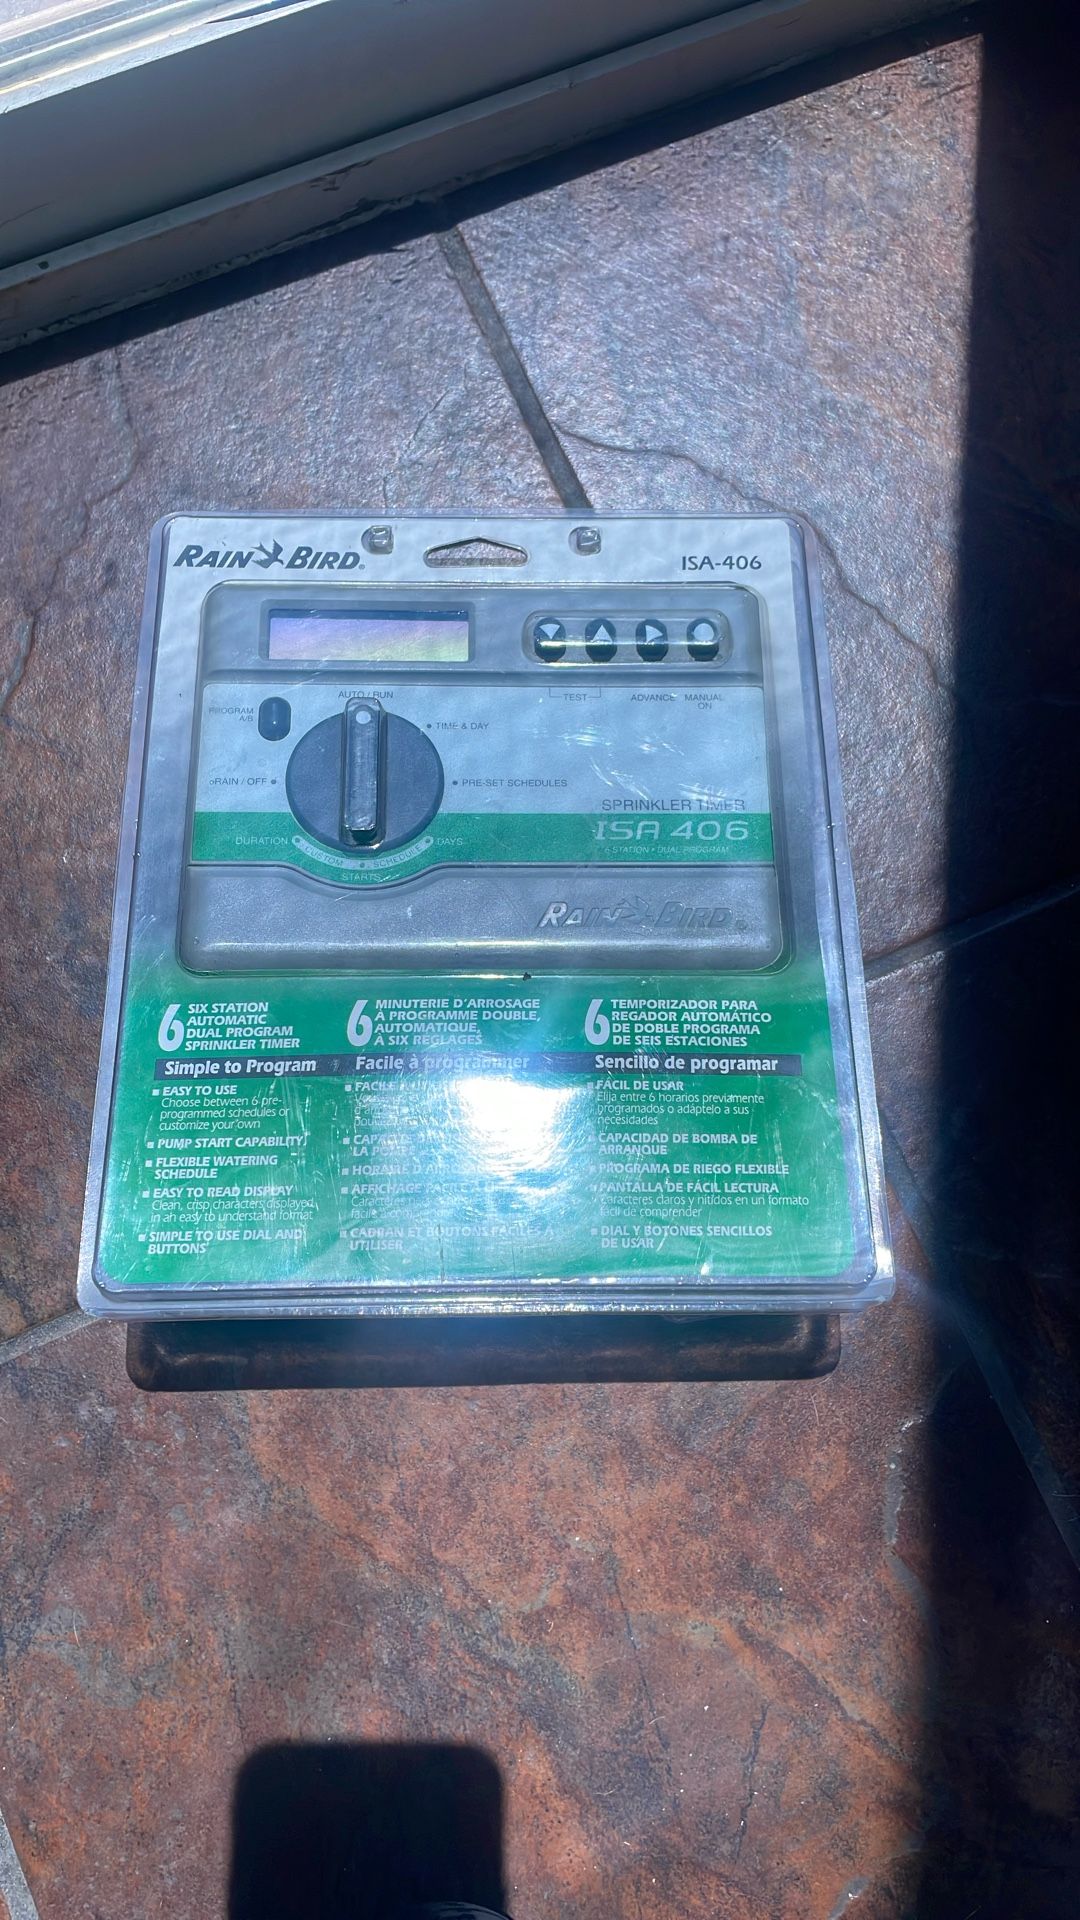 RAIN BIRD®
ISA-406
TEST
ADVANCE
MANUAL
ON
PROGRAM
A/B
AUTO / RUN
TIME & DAY
RAIN / OFF
PRE-SET SCHEDULES
SPRINKLER TIMER
ISA 406
6 STATION • DUAL PROGRAM
DURATION
CUSTOM SCHEDULE
DAYS
STARTS
RAIN BIRD®
6 SIX STATION
AUTOMATIC
DUAL PROGRAM
SPRINKLER TIMER
Simple to Program
EASY TO USE
Choose between 6 pre-
programmed schedules or
customize your own
PUMP START CAPABILITY
FLEXIBLE WATERING
SCHEDULE
EASY TO READ DISPLAY
Clean, crisp characters displayed
in an easy to understand format
SIMPLE TO USE DIAL AND
BUTTONS
6 MINUTERIE D'ARROSAGE
À PROGRAMME DOUBLE,
AUTOMATIQUE,
À SIX RÉGLAGES
Facile à programmer
FACILE
LA
HORAIRE
AFFICHAGE FACILE À
CADRAN ET BOUTONS FACILES À
UTILISER
6 TEMPORIZADOR PARA
REGADOR AUTOMÁTICO
DE DOBLE PROGRAMA
DE SEIS ESTACIONES
Sencillo de programar
FÁCIL DE USAR
Elija entre 6 horarios previamente
programados o adáptelo a sus
necesidades
CAPACIDAD DE BOMBA DE
ARRANQUE
PROGRAMA DE RIEGO FLEXIBLE
PANTALLA DE FÁCIL LECTURA
Caracteres claros y nítidos en un formato
fácil de comprender
DIAL Y BOTONES SENCILLOS
DE USAR